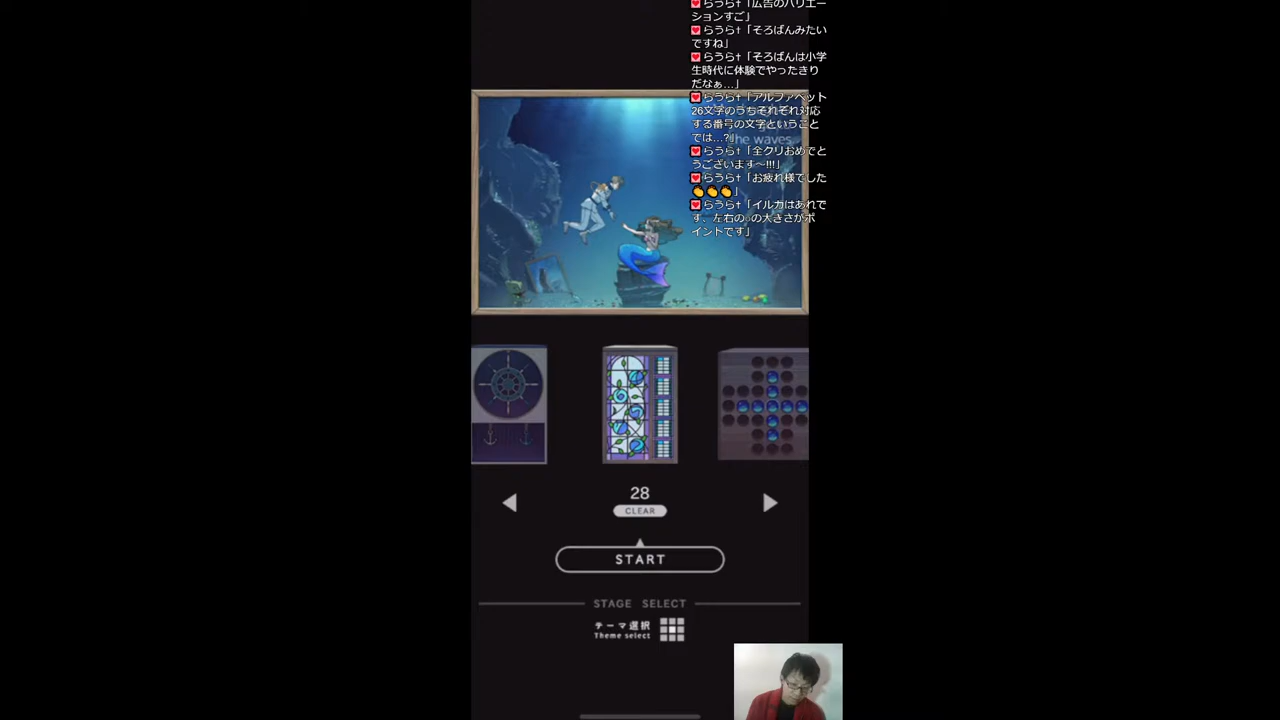 らうら†「広告のバリエー
ションすご」
らうら†「そろばんみたい
ですね」
らうら†「そろばんは小学
生時代に体験でやったきり
だなぁ…」
らうら†「アルファベット
26文字のうちそれぞれ対応
する番号の文字ということ
では…?!」
the waves
らうら†「全クリおめでと
うございます〜!!!」
らうら†「お疲れ様でした
👏👏👏」
らうら†「イルカはあれで
す、左右の○の大きさがポ
イントです」
28
CLEAR
START
STAGE SELECT
テーマ選択
Theme select